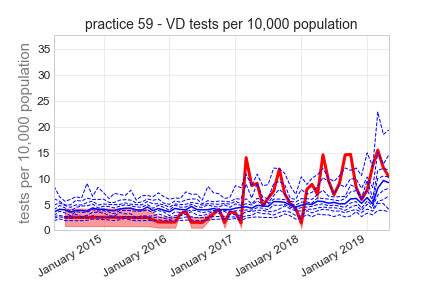 practice 59 - VD tests per 10,000 population
tests per 10,000 population
35
30
25
20
15
10
5
0
January 2015
January 2016
January 2017
January 2018
January 2019